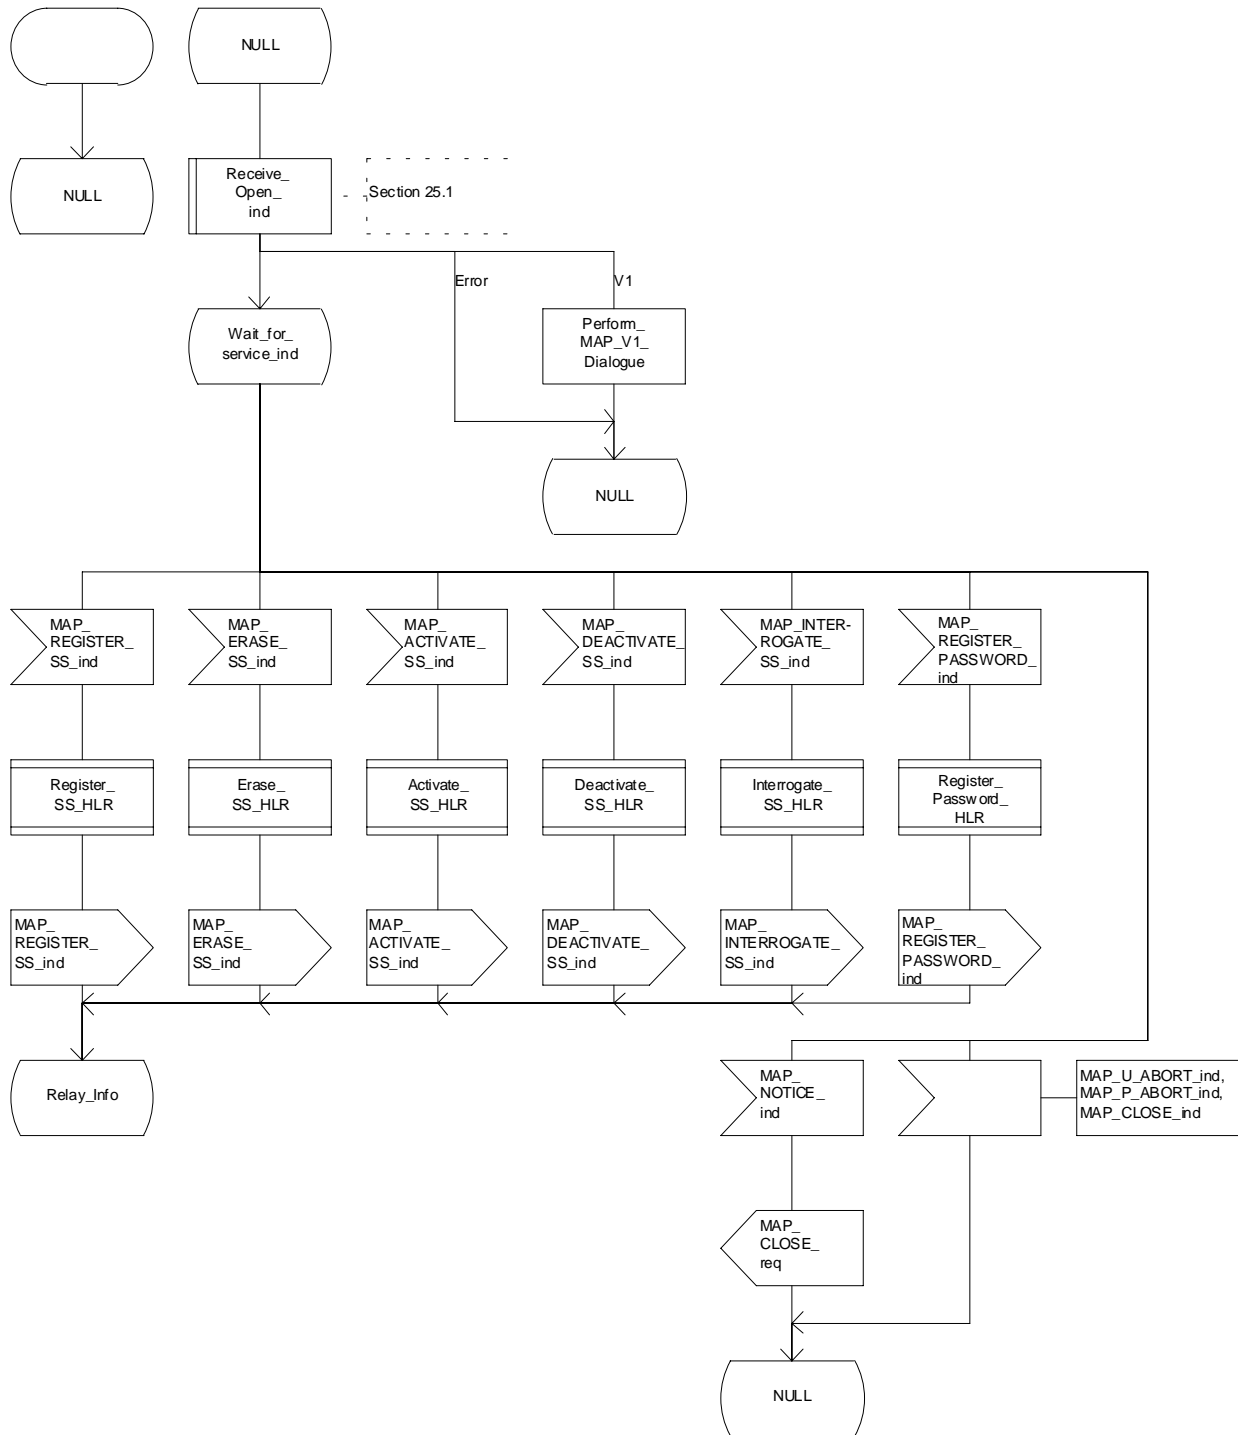 NULL
NULL
Receive_
Open_
ind
Section 25.1
Error
V1
Wait_for_
service_ind
Perform_
MAP_V1_
Dialogue
NULL
MAP_
REGISTER_
SS_ind
MAP_
ERASE_
SS_ind
MAP_
ACTIVATE_
SS_ind
MAP_
DEACTIVATE_
SS_ind
MAP_INTER-
ROGATE_
SS_ind
MAP_
REGISTER_
PASSWORD_
ind
Register_
SS_HLR
Erase_
SS_HLR
Activate_
SS_HLR
Deactivate_
SS_HLR
Interrogate_
SS_HLR
Register_
Password_
HLR
MAP_
REGISTER_
SS_ind
MAP_
ERASE_
SS_ind
MAP_
ACTIVATE_
SS_ind
MAP_
DEACTIVATE_
SS_ind
MAP_
INTERROGATE_
SS_ind
MAP_
REGISTER_
PASSWORD_
ind
Relay_Info
MAP_
NOTICE_
ind
MAP_U_ABORT_ind,
MAP_P_ABORT_ind,
MAP_CLOSE_ind
MAP_
CLOSE_
req
NULL